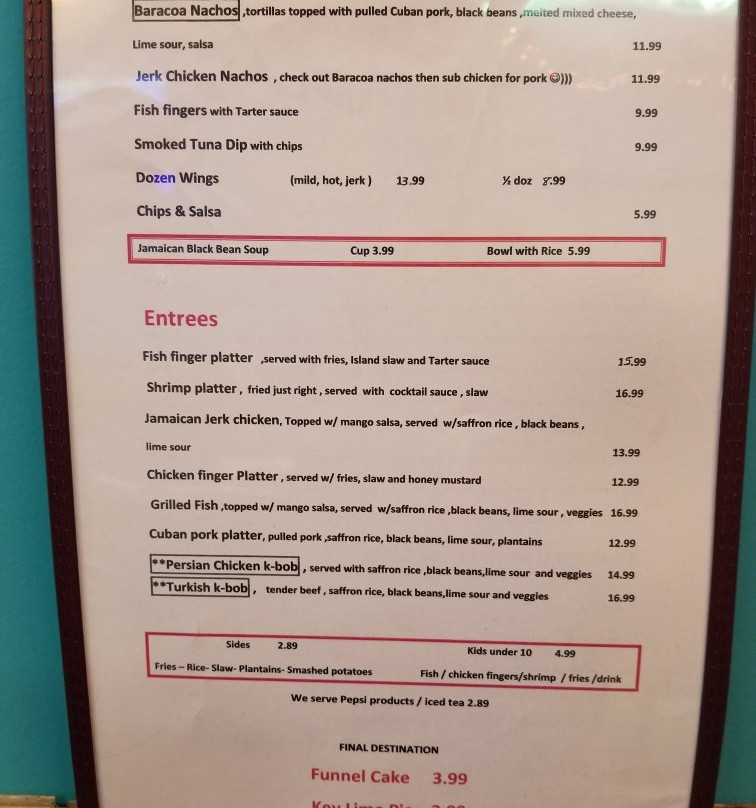 Baracoa Nachos ,tortillas topped with pulled Cuban pork, black beans ,melted mixed cheese,
Lime sour, salsa 11.99
Jerk Chicken Nachos , check out Baracoa nachos then sub chicken for pork ☺))) 11.99
Fish fingers with Tarter sauce 9.99
Smoked Tuna Dip with chips 9.99
Dozen Wings (mild, hot, jerk ) 13.99 ½ doz 8.99
Chips & Salsa 5.99
Jamaican Black Bean Soup Cup 3.99 Bowl with Rice 5.99
Entrees
Fish finger platter ,served with fries, Island slaw and Tarter sauce 15.99
Shrimp platter , fried just right , served with cocktail sauce , slaw 16.99
Jamaican Jerk chicken, Topped w/ mango salsa, served w/saffron rice , black beans ,
lime sour 13.99
Chicken finger Platter , served w/ fries, slaw and honey mustard 12.99
Grilled Fish ,topped w/ mango salsa, served w/saffron rice ,black beans, lime sour , veggies 16.99
Cuban pork platter, pulled pork ,saffron rice, black beans, lime sour, plantains 12.99
**Persian Chicken k-bob , served with saffron rice ,black beans,lime sour and veggies 14.99
**Turkish k-bob , tender beef , saffron rice, black beans,lime sour and veggies 16.99
Sides 2.89 Kids under 10 4.99
Fries – Rice- Slaw- Plantains- Smashed potatoes Fish / chicken fingers/shrimp / fries /drink
We serve Pepsi products / iced tea 2.89
FINAL DESTINATION
Funnel Cake 3.99
Key Lime